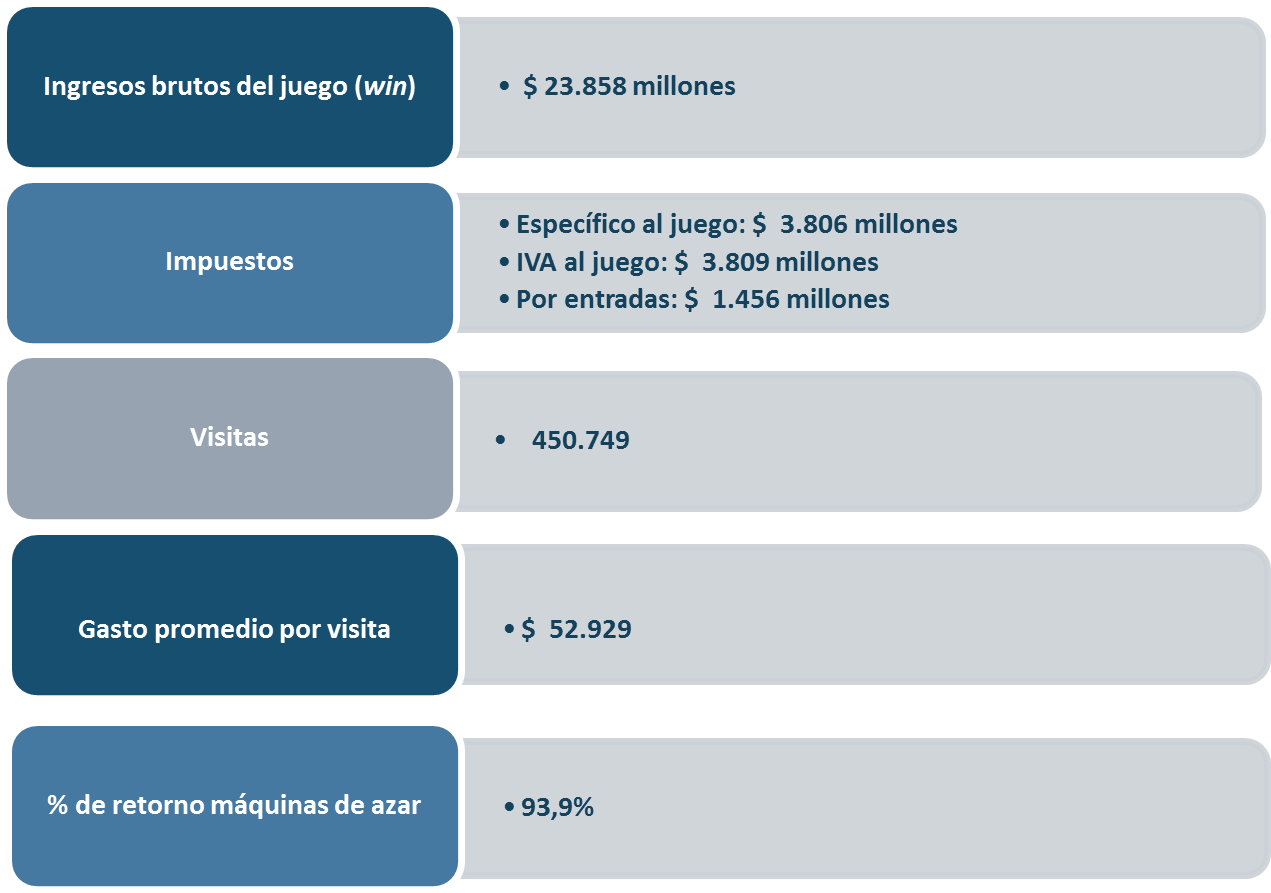 Ingresos brutos del juego (win)
• $ 23.858 millones
Impuestos
• Específico al juego: $ 3.806 millones
• IVA al juego: $ 3.809 millones
• Por entradas: $ 1.456 millones
Visitas
• 450.749
Gasto promedio por visita
• $ 52.929
% de retorno máquinas de azar
• 93,9%